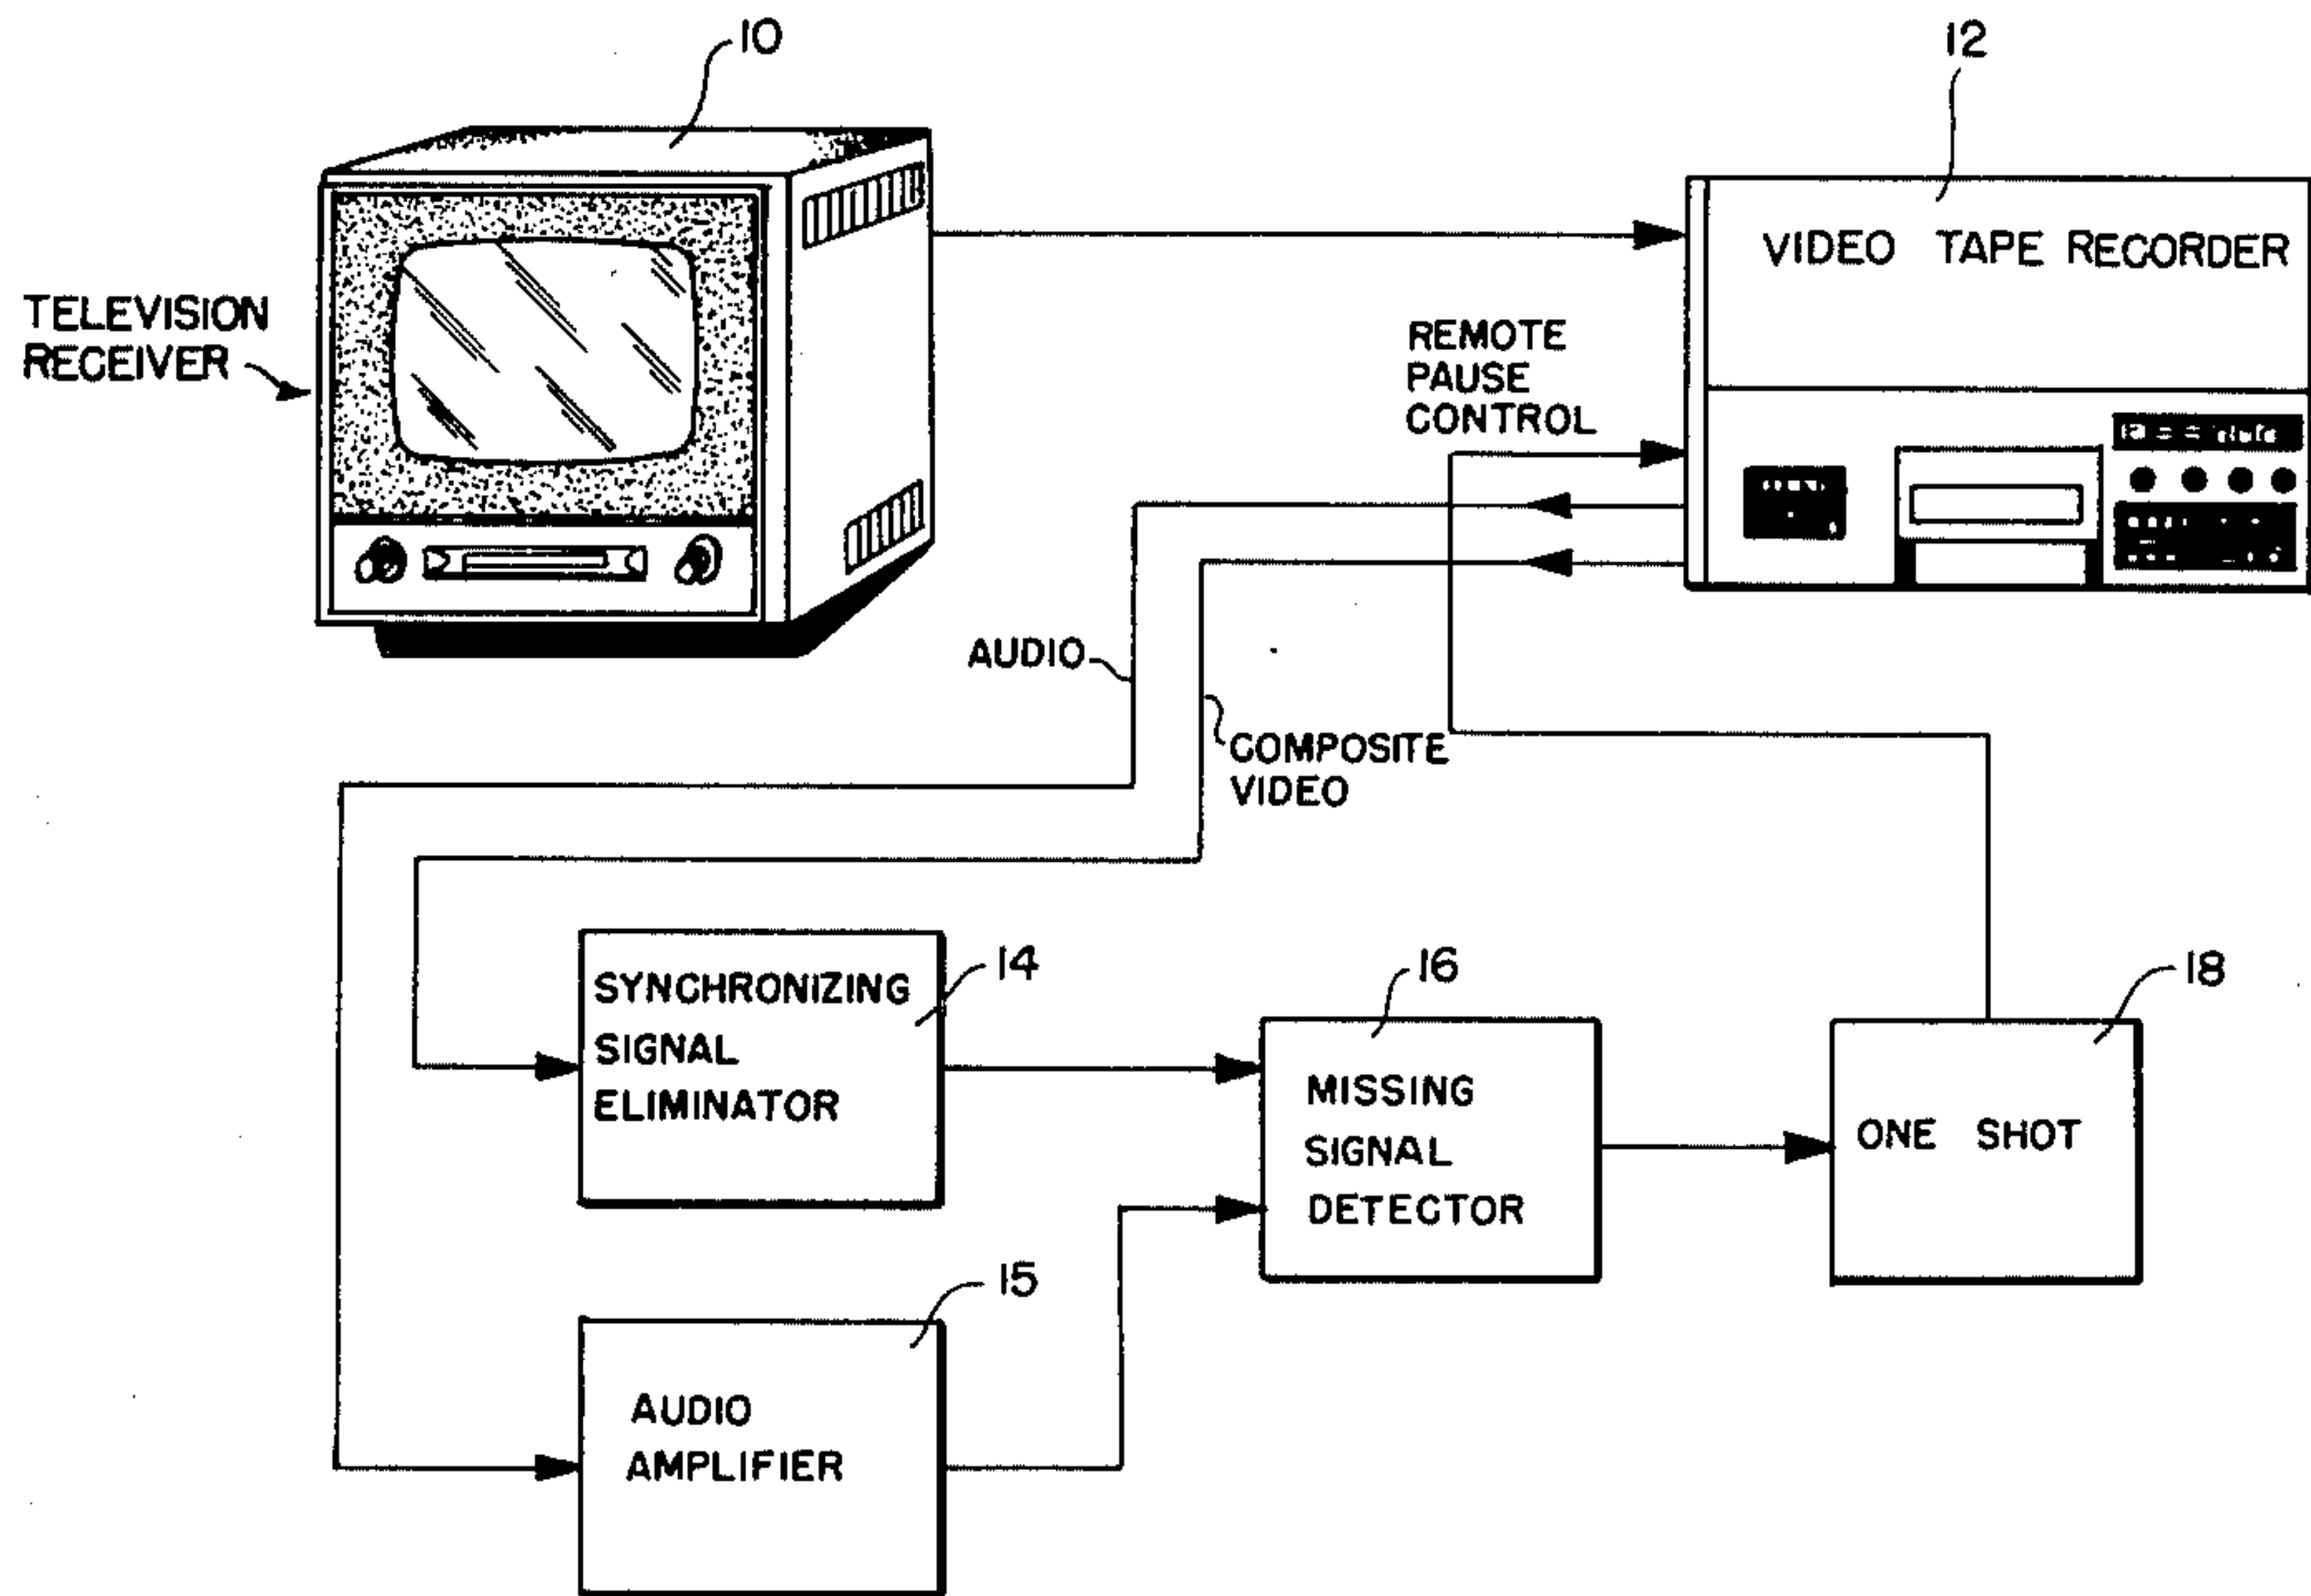 10
12
TELEVISION
RECEIVER
VIDEO TAPE RECORDER
REMOTE
PAUSE
CONTROL
AUDIO
COMPOSITE
VIDEO
14
SYNCHRONIZING
SIGNAL
ELIMINATOR
16
MISSING
SIGNAL
DETECTOR
18
ONE SHOT
15
AUDIO
AMPLIFIER